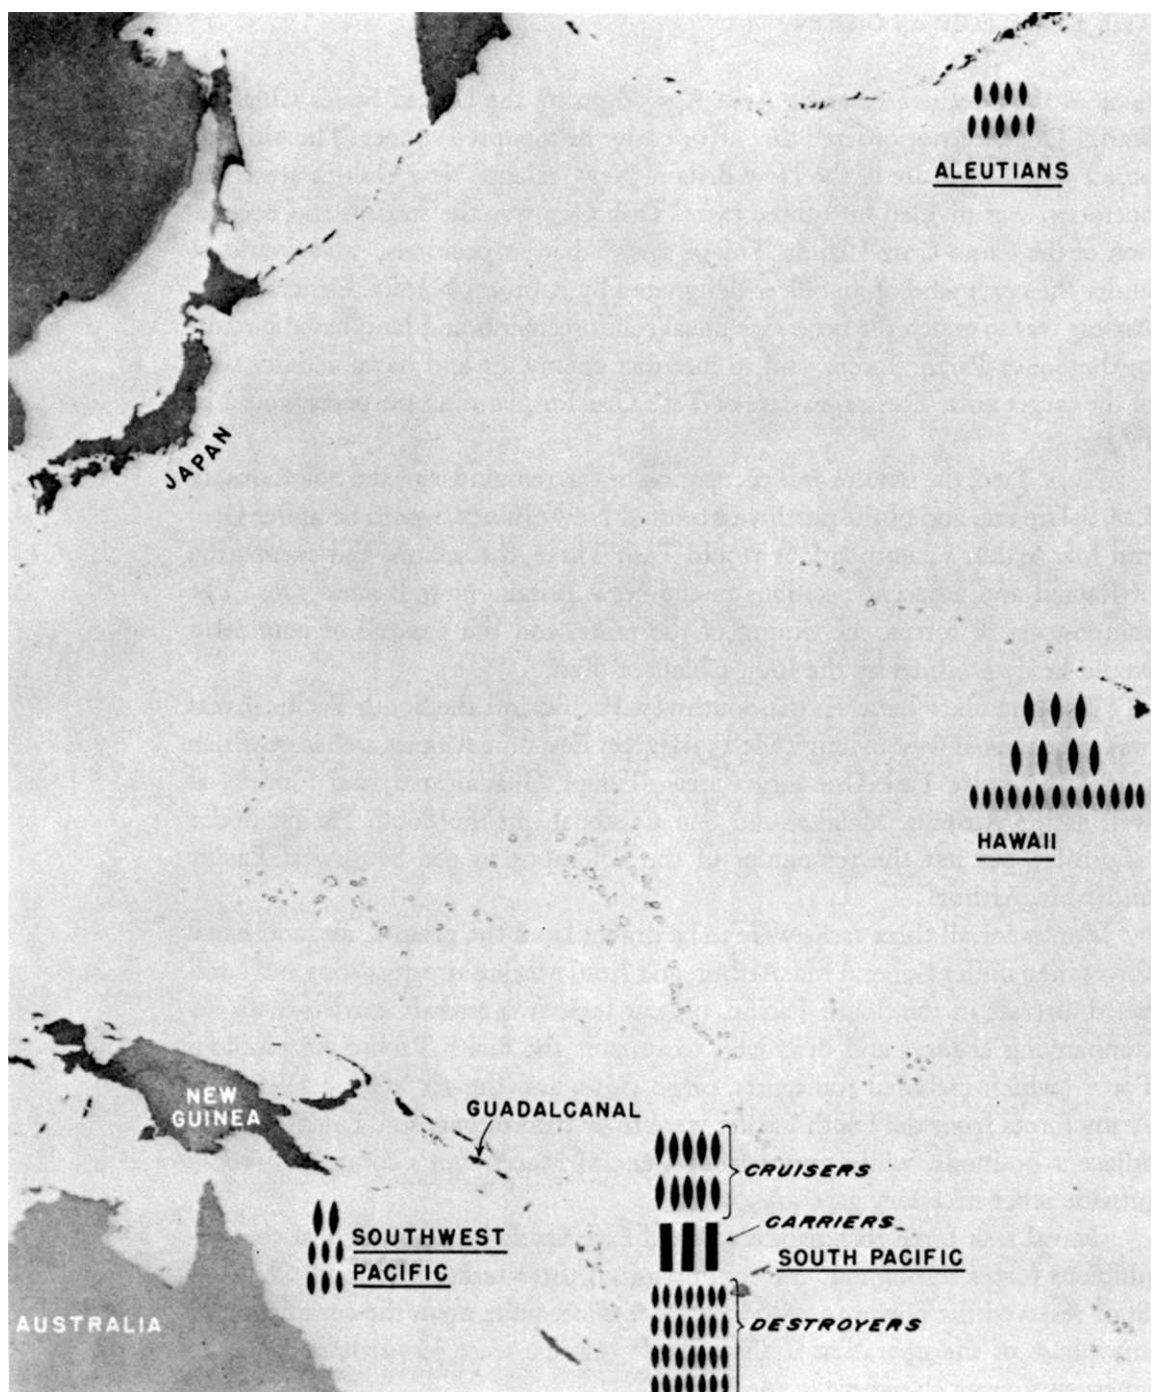 ALEUTIANS
JAPAN
HAWAII
NEW
GUINEA
GUADALCANAL
CRUISERS
CARRIERS
SOUTHWEST
PACIFIC
SOUTH PACIFIC
AUSTRALIA
DESTROYERS